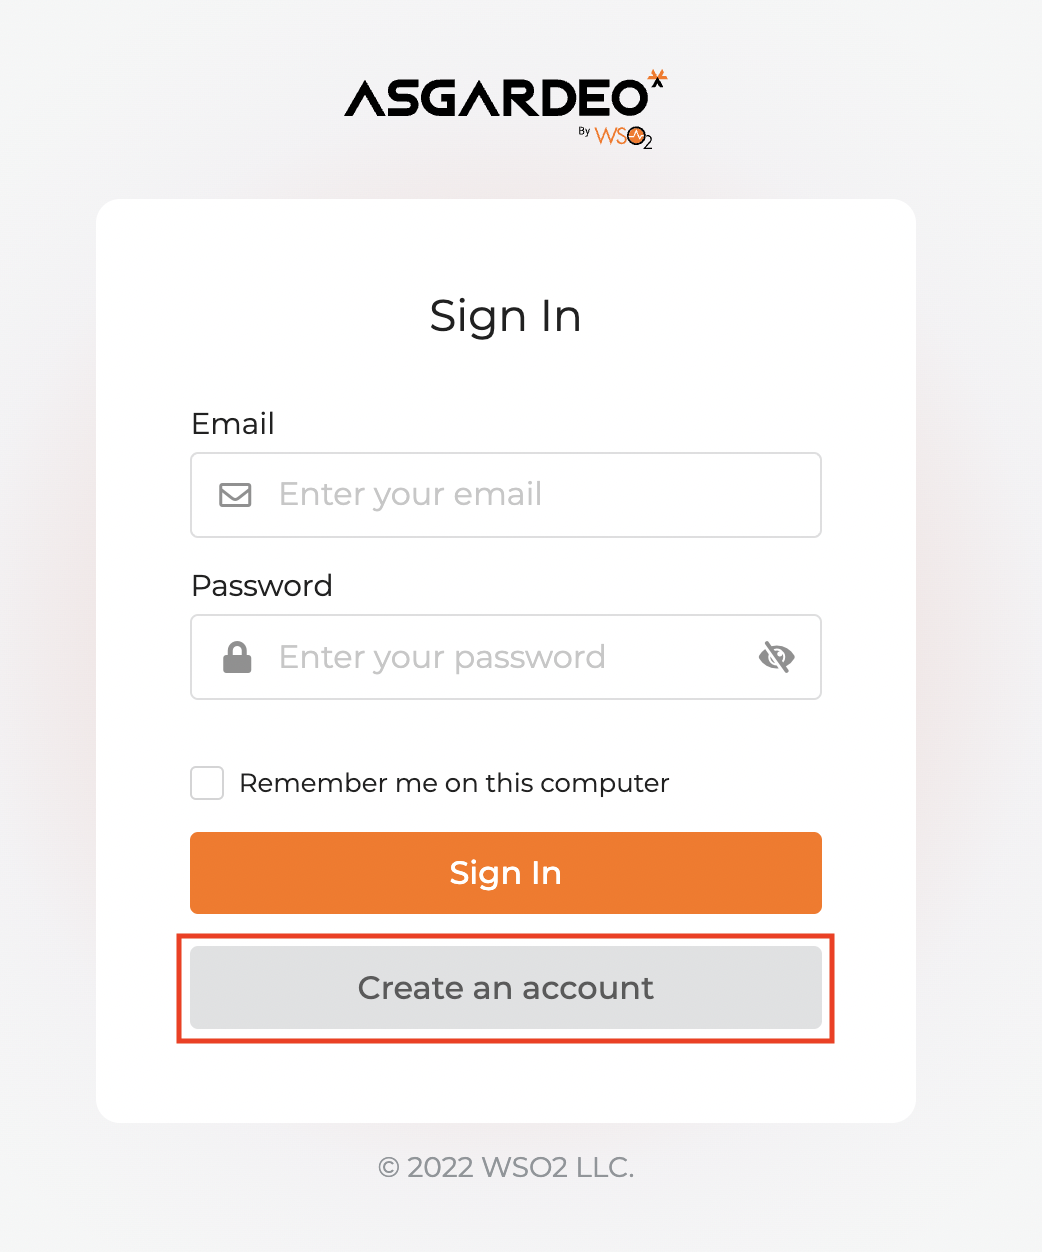 ASGARDEO
By WSO2
Sign In
Email
Enter your email
Password
Enter your password
Remember me on this computer
Sign In
Create an account
© 2022 WSO2 LLC.